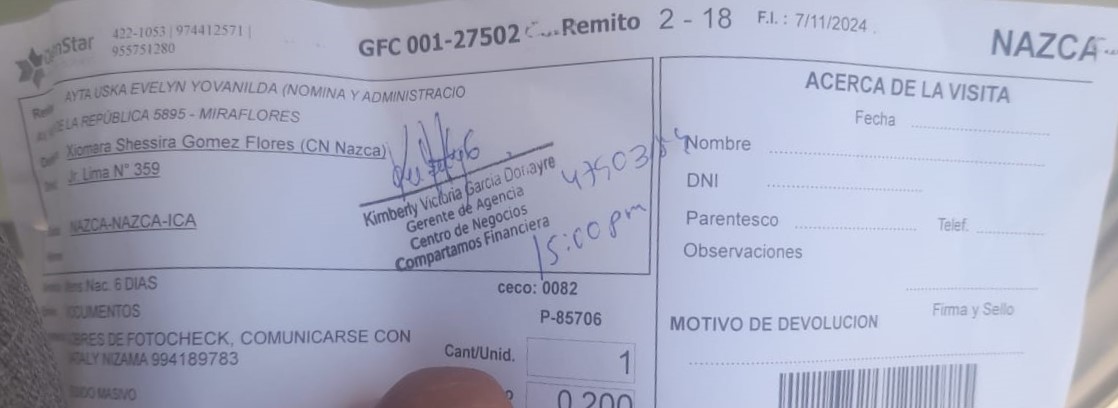 422-1053 | 974412571 |
955751280
GFC 001-27502
Remito 2 - 18
F.I.: 7/11/2024
NAZCA
AYTA USKA EVELYN YOVANILDA (NOMINA Y ADMINISTRACIO
DE LA REPÚBLICA 5895 - MIRAFLORES
Xiomara Shessira Gomez Flores (CN Nazca)
Jr. Lima N° 359
NAZCA-NAZCA-ICA
Kimberly Victoria Garcia Donayre
Gerente de Agencia
Centro de Negocios
Compartamos Financiera
15:00 pm
Nac. 6 DIAS
ceco: 0082
DOCUMENTOS
P-85706
DE FOTOCHECK, COMUNICARSE CON
NIZAMA 994189783
Cant/Unid. 1
MASIVO
0.200
ACERCA DE LA VISITA
Fecha
Nombre
DNI
Parentesco Telef.
Observaciones
Firma y Sello
MOTIVO DE DEVOLUCION